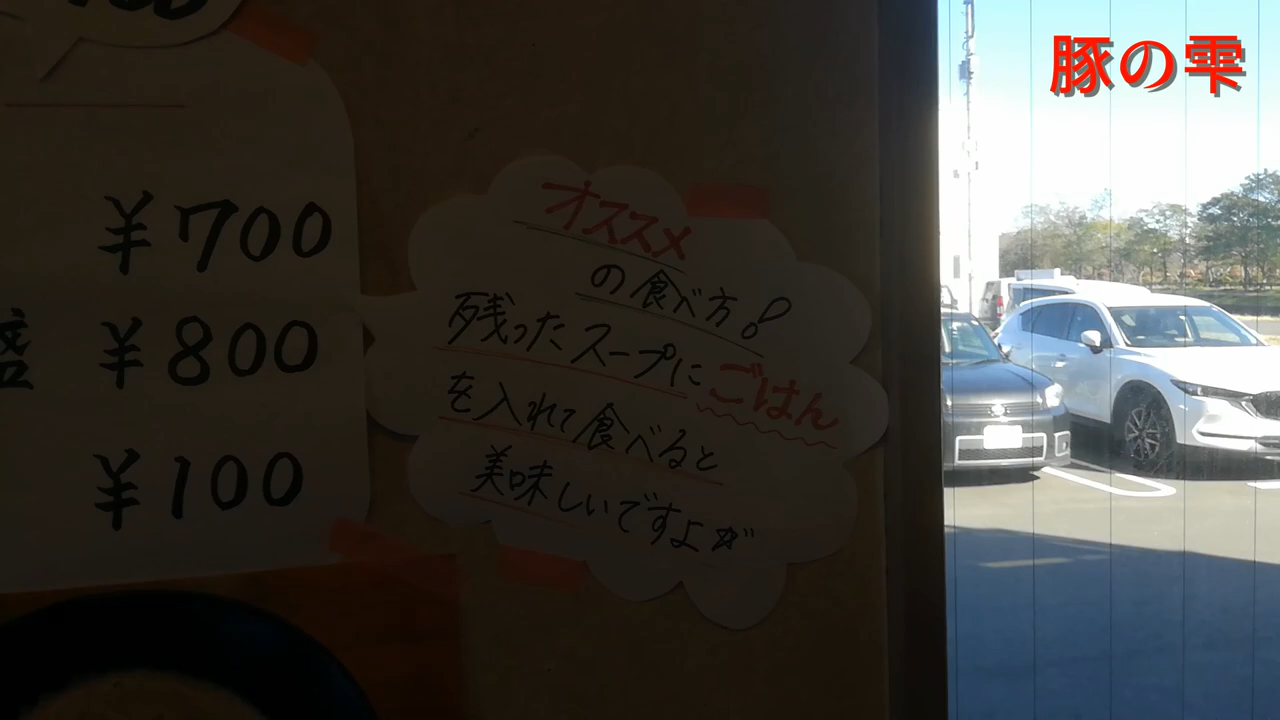 豚の雫
¥700
盛 ¥800
¥100
オススメ
の食べ方!
残ったスープにごはん
を入れて食べると
美味しいですよ☆